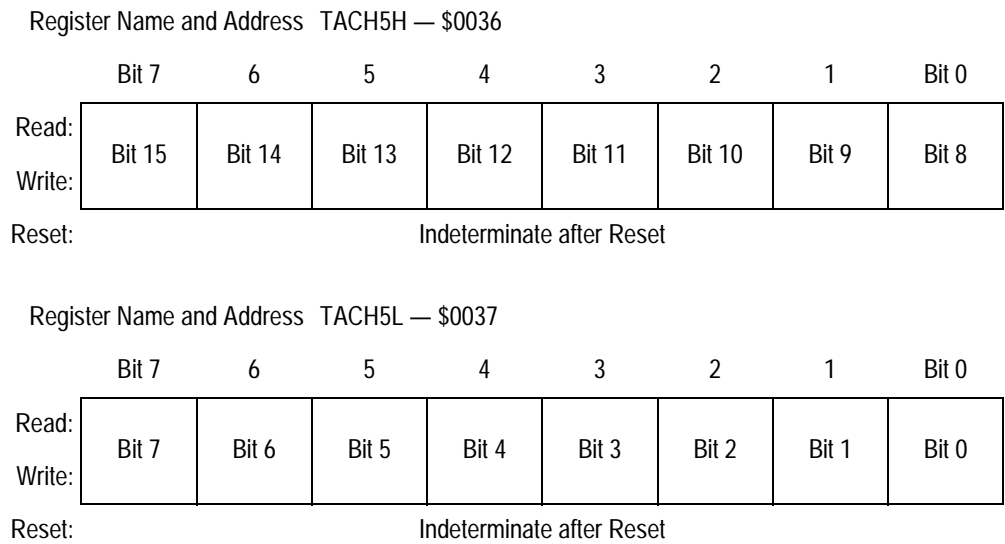 Register Name and Address TACH5H — $0036
Bit 7 6 5 4 3 2 1 Bit 0
Read:
Bit 15 Bit 14 Bit 13 Bit 12 Bit 11 Bit 10 Bit 9 Bit 8
Write:
Reset: Indeterminate after Reset
Register Name and Address TACH5L — $0037
Bit 7 6 5 4 3 2 1 Bit 0
Read:
Bit 7 Bit 6 Bit 5 Bit 4 Bit 3 Bit 2 Bit 1 Bit 0
Write:
Reset: Indeterminate after Reset